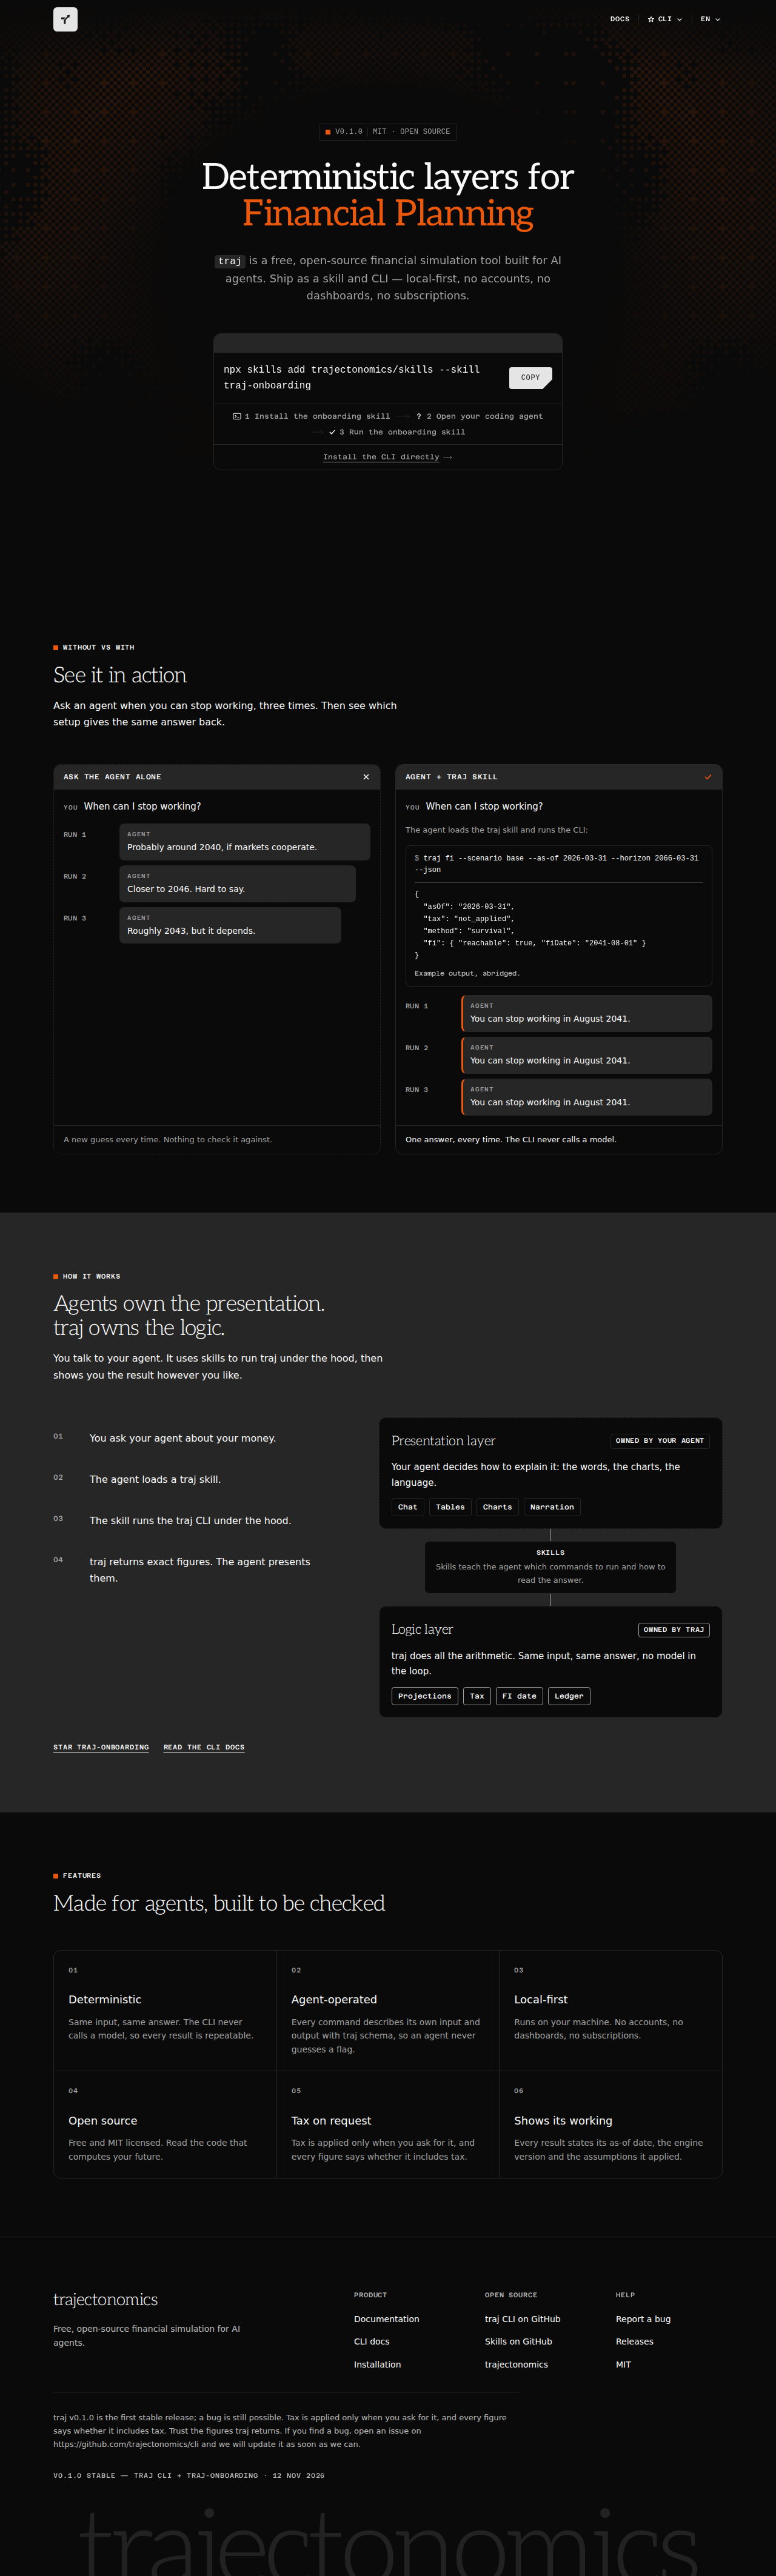 DOCS
CLI
EN
V0.1.0 MIT · OPEN SOURCE
Deterministic layers for
Financial Planning
traj is a free, open-source financial simulation tool built for AI
agents. Ship as a skill and CLI — local-first, no accounts, no
dashboards, no subscriptions.
npx skills add trajectonomics/skills --skill
traj-onboarding
COPY
1 Install the onboarding skill → ? 2 Open your coding agent
→ 3 Run the onboarding skill
Install the CLI directly →
WITHOUT VS WITH
See it in action
Ask an agent when you can stop working, three times. Then see which
setup gives the same answer back.
ASK THE AGENT ALONE
YOU When can I stop working?
RUN 1
AGENT
Probably around 2040, if markets cooperate.
RUN 2
AGENT
Closer to 2046. Hard to say.
RUN 3
AGENT
Roughly 2043, but it depends.
A new guess every time. Nothing to check it against.
AGENT + TRAJ SKILL
YOU When can I stop working?
The agent loads the traj skill and runs the CLI:
$ traj fi --scenario base --as-of 2026-03-31 --horizon 2066-03-31
--json
{
"asOf": "2026-03-31",
"tax": "not_applied",
"method": "survival",
"fi": { "reachable": true, "fiDate": "2041-08-01" }
}
Example output, abridged.
RUN 1
AGENT
You can stop working in August 2041.
RUN 2
AGENT
You can stop working in August 2041.
RUN 3
AGENT
You can stop working in August 2041.
One answer, every time. The CLI never calls a model.
HOW IT WORKS
Agents own the presentation.
traj owns the logic.
You talk to your agent. It uses skills to run traj under the hood, then
shows you the result however you like.
01 You ask your agent about your money.
02 The agent loads a traj skill.
03 The skill runs the traj CLI under the hood.
04 traj returns exact figures. The agent presents
them.
Presentation layer
OWNED BY YOUR AGENT
Your agent decides how to explain it: the words, the charts, the
language.
Chat Tables Charts Narration
SKILLS
Skills teach the agent which commands to run and how to
read the answer.
Logic layer
OWNED BY TRAJ
traj does all the arithmetic. Same input, same answer, no model in
the loop.
Projections Tax FI date Ledger
STAR TRAJ-ONBOARDING READ THE CLI DOCS
FEATURES
Made for agents, built to be checked
01
Deterministic
Same input, same answer. The CLI never
calls a model, so every result is repeatable.
02
Agent-operated
Every command describes its own input and
output with traj schema, so an agent never
guesses a flag.
03
Local-first
Runs on your machine. No accounts, no
dashboards, no subscriptions.
04
Open source
Free and MIT licensed. Read the code that
computes your future.
05
Tax on request
Tax is applied only when you ask for it, and
every figure says whether it includes tax.
06
Shows its working
Every result states its as-of date, the engine
version and the assumptions it applied.
trajectonomics
Free, open-source financial simulation for AI
agents.
PRODUCT
Documentation
CLI docs
Installation
OPEN SOURCE
traj CLI on GitHub
Skills on GitHub
trajectonomics
HELP
Report a bug
Releases
MIT
traj v0.1.0 is the first stable release; a bug is still possible. Tax is applied only when you ask for it, and every figure
says whether it includes tax. Trust the figures traj returns. If you find a bug, open an issue on
https://github.com/trajectonomics/cli and we will update it as soon as we can.
V0.1.0 STABLE — TRAJ CLI + TRAJ-ONBOARDING · 12 NOV 2026
trajectonomics